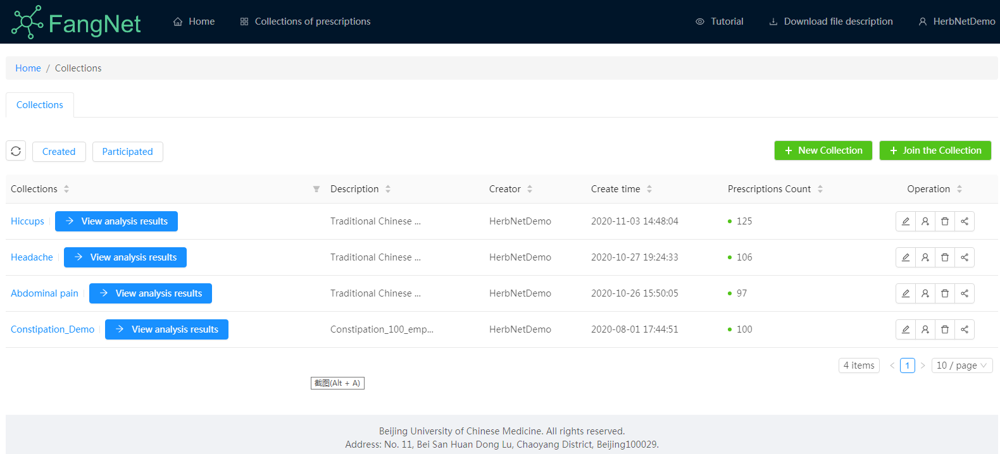 FangNet Home Collections of prescriptions Tutorial Download file description HerbNetDemo
Home / Collections
Collections
Created Participated + New Collection + Join the Collection
Collections Description Creator Create time Prescriptions Count Operation
Hiccups → View analysis results Traditional Chinese ... HerbNetDemo 2020-11-03 14:48:04 125
Headache → View analysis results Traditional Chinese ... HerbNetDemo 2020-10-27 19:24:33 106
Abdominal pain → View analysis results Traditional Chinese ... HerbNetDemo 2020-10-26 15:50:05 97
Constipation_Demo → View analysis results Constipation_100_emp... HerbNetDemo 2020-08-01 17:44:51 100
4 items < 1 > 10 / page
截图(Alt + A)
Beijing University of Chinese Medicine. All rights reserved.
Address: No. 11, Bei San Huan Dong Lu, Chaoyang District, Beijing100029.